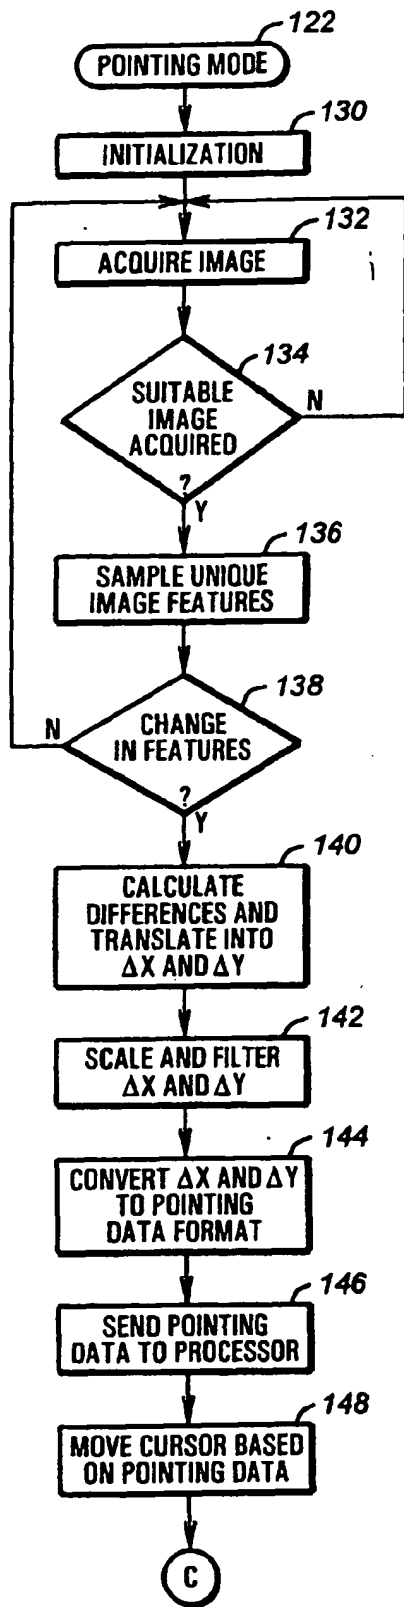 122
POINTING MODE
130
INITIALIZATION
132
ACQUIRE IMAGE
134
SUITABLE
IMAGE
ACQUIRED
?
N
Y
136
SAMPLE UNIQUE
IMAGE FEATURES
138
CHANGE
IN FEATURES
?
N
Y
140
CALCULATE
DIFFERENCES AND
TRANSLATE INTO
ΔX AND ΔY
142
SCALE AND FILTER
ΔX AND ΔY
144
CONVERT ΔX AND ΔY
TO POINTING
DATA FORMAT
146
SEND POINTING
DATA TO PROCESSOR
148
MOVE CURSOR BASED
ON POINTING DATA
C